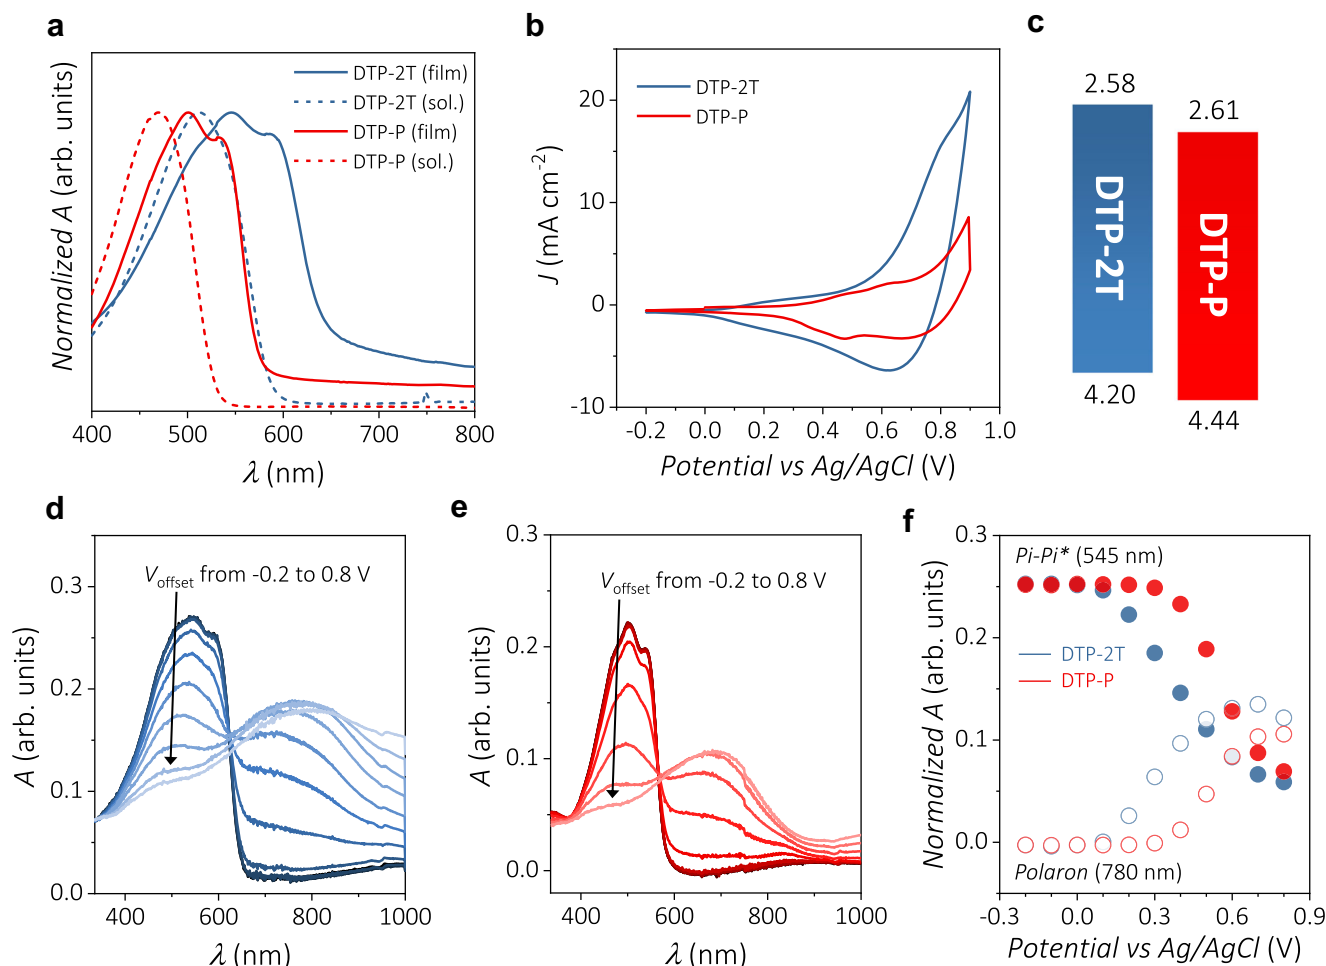 a
Normalized A (arb. units)
DTP-2T (film)
DTP-2T (sol.)
DTP-P (film)
DTP-P (sol.)
400 500 600 700 800
λ (nm)
b
J (mA cm-2)
20
10
0
-10
DTP-2T
DTP-P
-0.2 0.0 0.2 0.4 0.6 0.8 1.0
Potential vs Ag/AgCl (V)
c
2.58
DTP-2T
4.20
2.61
DTP-P
4.44
d
A (arb. units)
0.3
0.2
0.1
0.0
Voffset from -0.2 to 0.8 V
400 600 800 1000
λ (nm)
e
A (arb. units)
0.3
0.2
0.1
0.0
Voffset from -0.2 to 0.8 V
400 600 800 1000
λ (nm)
f
Normalized A (arb. units)
0.3
0.2
0.1
0.0
Pi-Pi* (545 nm)
DTP-2T
DTP-P
Polaron (780 nm)
-0.3 0.0 0.3 0.6 0.9
Potential vs Ag/AgCl (V)